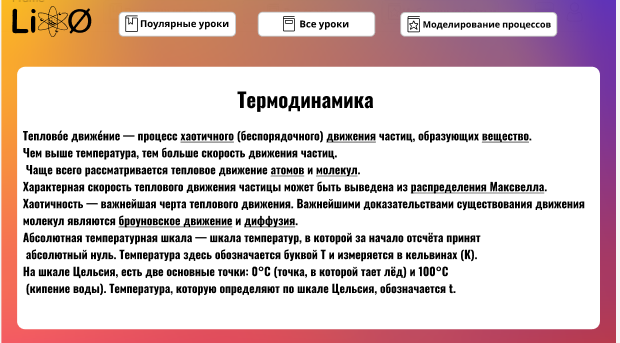 Li Ø
Поулярные уроки
Все уроки
Моделирование процессов
Термодинамика
Теплово́е движе́ние — процесс хаотичного (беспорядочного) движения частиц, образующих вещество.
Чем выше температура, тем больше скорость движения частиц.
Чаще всего рассматривается тепловое движение атомов и молекул.
Характерная скорость теплового движения частицы может быть выведена из распределения Максвелла.
Хаотичность — важнейшая черта теплового движения. Важнейшими доказательствами существования движения
молекул являются броуновское движение и диффузия.
Абсолютная температурная шкала — шкала температур, в которой за начало отсчёта принят
абсолютный нуль. Температура здесь обозначается буквой T и измеряется в кельвинах (К).
На шкале Цельсия, есть две основные точки: 0°C (точка, в которой тает лёд) и 100°C
(кипение воды). Температура, которую определяют по шкале Цельсия, обозначается t.